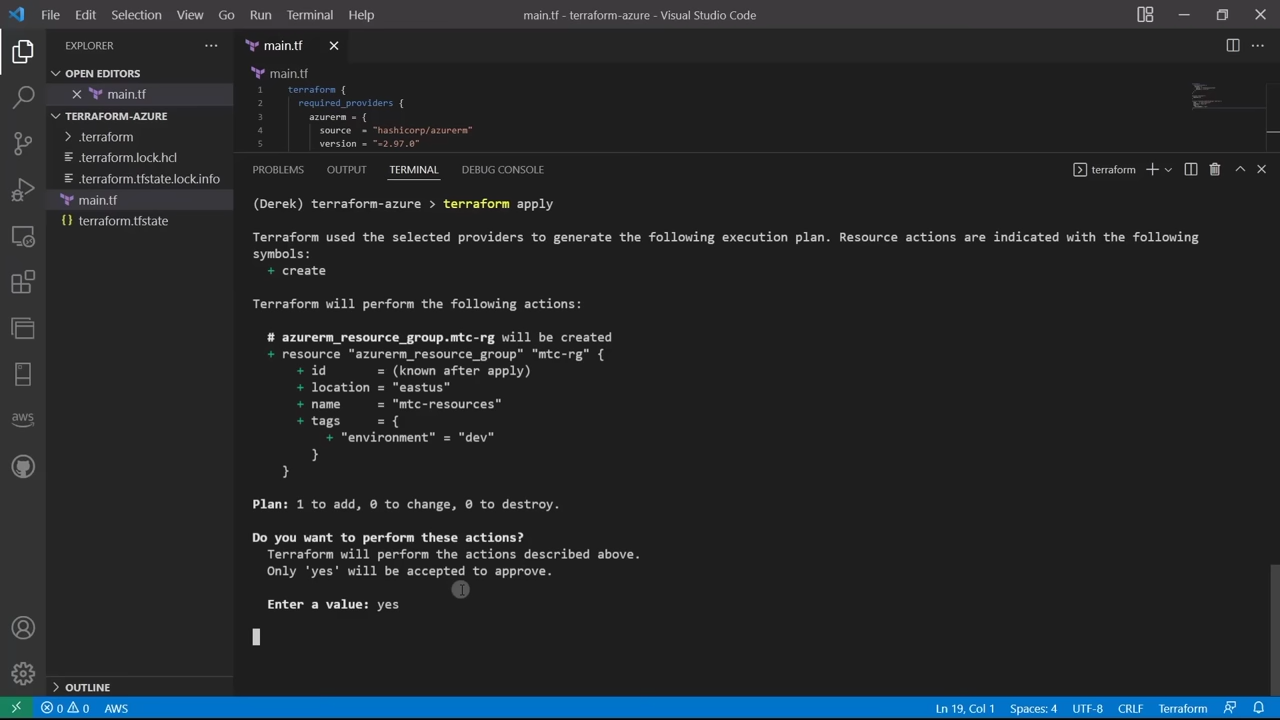 File Edit Selection View Go Run Terminal Help main.tf - terraform-azure - Visual Studio Code
EXPLORER
OPEN EDITORS
main.tf
TERRAFORM-AZURE
.terraform
.terraform.lock.hcl
.terraform.tfstate.lock.info
main.tf
terraform.tfstate
OUTLINE
aws
main.tf
main.tf
1 terraform {
2 required_providers {
3 azurerm = {
4 source = "hashicorp/azurerm"
5 version = "=2.97.0"
PROBLEMS OUTPUT TERMINAL DEBUG CONSOLE terraform
(Derek) terraform-azure > terraform apply
Terraform used the selected providers to generate the following execution plan. Resource actions are indicated with the following
symbols:
+ create
Terraform will perform the following actions:
# azurerm_resource_group.mtc-rg will be created
+ resource "azurerm_resource_group" "mtc-rg" {
+ id = (known after apply)
+ location = "eastus"
+ name = "mtc-resources"
+ tags = {
+ "environment" = "dev"
}
}
Plan: 1 to add, 0 to change, 0 to destroy.
Do you want to perform these actions?
Terraform will perform the actions described above.
Only 'yes' will be accepted to approve.
Enter a value: yes
0 0 AWS Ln 19, Col 1 Spaces: 4 UTF-8 CRLF Terraform